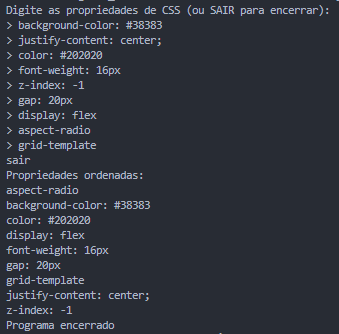 Digite as propriedades de CSS (ou SAIR para encerrar):
> background-color: #38383
> justify-content: center;
> color: #202020
> font-weight: 16px
> z-index: -1
> gap: 20px
> display: flex
> aspect-radio
> grid-template
sair
Propriedades ordenadas:
aspect-radio
background-color: #38383
color: #202020
display: flex
font-weight: 16px
gap: 20px
grid-template
justify-content: center;
z-index: -1
Programa encerrado